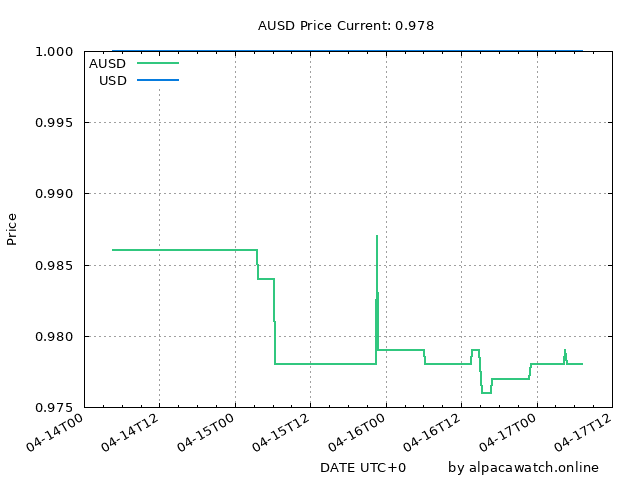 AUSD Price Current: 0.978
1.000
AUSD
USD
0.995
0.990
Price
0.985
0.980
0.975
04-14T00 04-14T12 04-15T00 04-15T12 04-16T00 04-16T12 04-17T00 04-17T12
DATE UTC+0 by alpacawatch.online